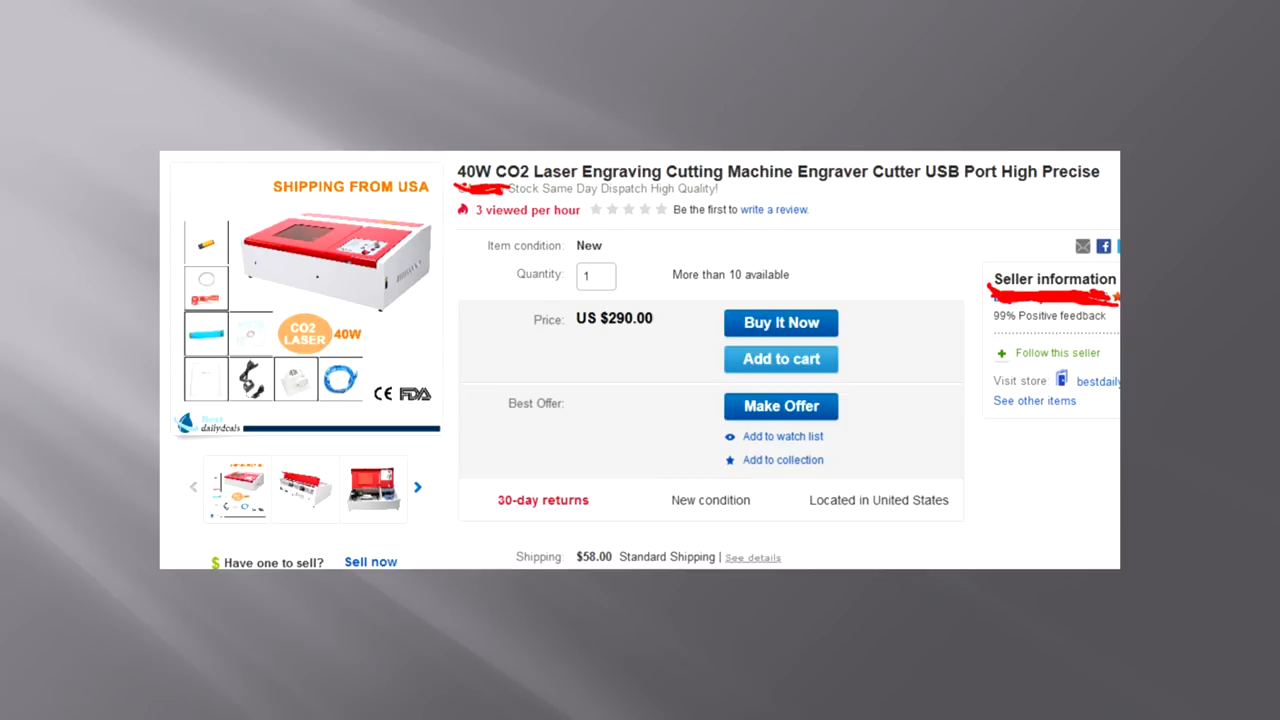 SHIPPING FROM USA
CO2
LASER
40W
CE FDA
dailydeals
Have one to sell? Sell now
40W CO2 Laser Engraving Cutting Machine Engraver Cutter USB Port High Precise
Stock Same Day Dispatch High Quality!
3 viewed per hour Be the first to write a review.
Item condition: New
Quantity: 1 More than 10 available
Price: US $290.00 Buy It Now
Add to cart
Best Offer: Make Offer
Add to watch list
Add to collection
30-day returns New condition Located in United States
Shipping: $58.00 Standard Shipping | See details
Seller information
99% Positive feedback
+ Follow this seller
Visit store bestdaily
See other items